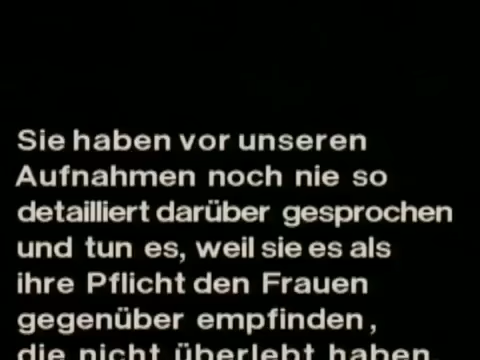 Sie haben vor unseren
Aufnahmen noch nie so
detailliert darüber gesprochen
und tun es, weil sie es als
ihre Pflicht den Frauen
gegenüber empfinden,
die nicht überlebt haben